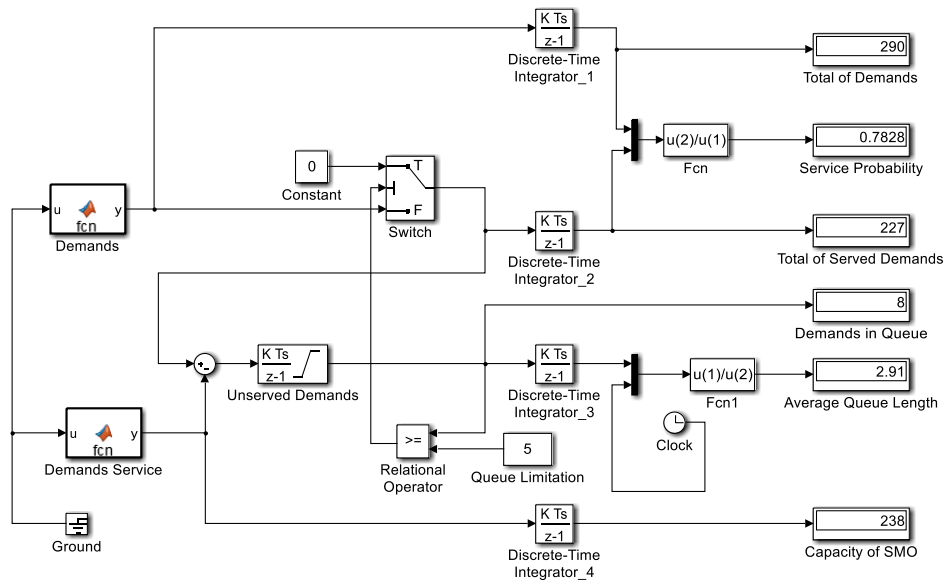 K Ts
z-1
Discrete-Time
Integrator_1
290
Total of Demands
u(2)/u(1)
Fcn
0.7828
Service Probability
0
Constant
T
F
Switch
u
y
fcn
Demands
K Ts
z-1
Discrete-Time
Integrator_2
227
Total of Served Demands
8
Demands in Queue
+-
K Ts
z-1
Unserved Demands
K Ts
z-1
Discrete-Time
Integrator_3
u(1)/u(2)
Fcn1
2.91
Average Queue Length
Clock
u
y
fcn
Demands Service
>=
Relational
Operator
5
Queue Limitation
Ground
K Ts
z-1
Discrete-Time
Integrator_4
238
Capacity of SMO